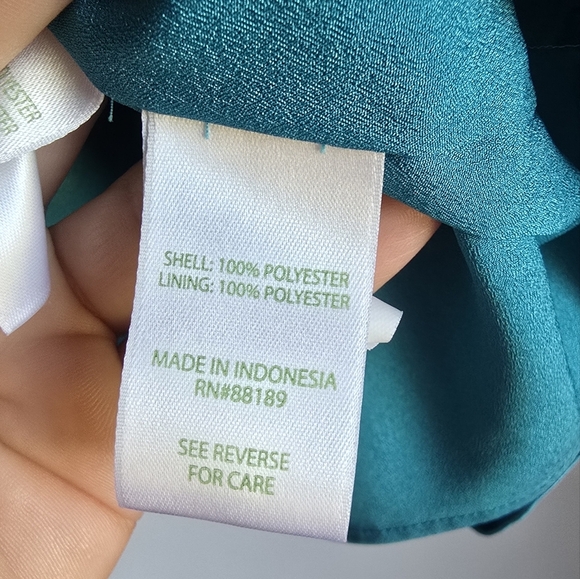 SHELL: 100% POLYESTER
LINING: 100% POLYESTER
MADE IN INDONESIA
RN#88189
SEE REVERSE
FOR CARE